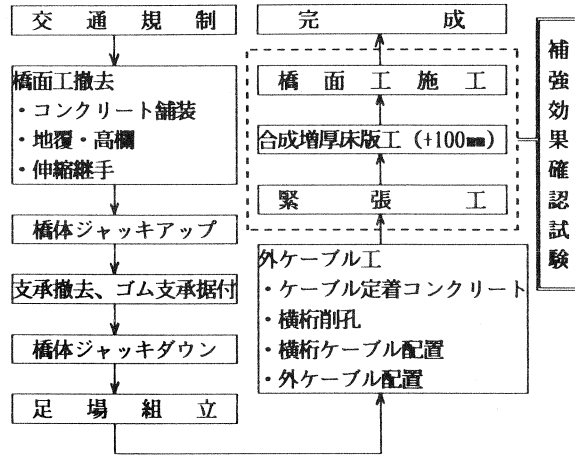 交通規制
橋面工撤去
・コンクリート舗装
・地覆・高欄
・伸縮継手
橋体ジャッキアップ
支承撤去、ゴム支承据付
橋体ジャッキダウン
足場組立
外ケーブル工
・ケーブル定着コンクリート
・横桁削孔
・横桁ケーブル配置
・外ケーブル配置
緊張工
合成増厚床版工(+100㎜)
橋面工施工
完成
補強効果確認試験